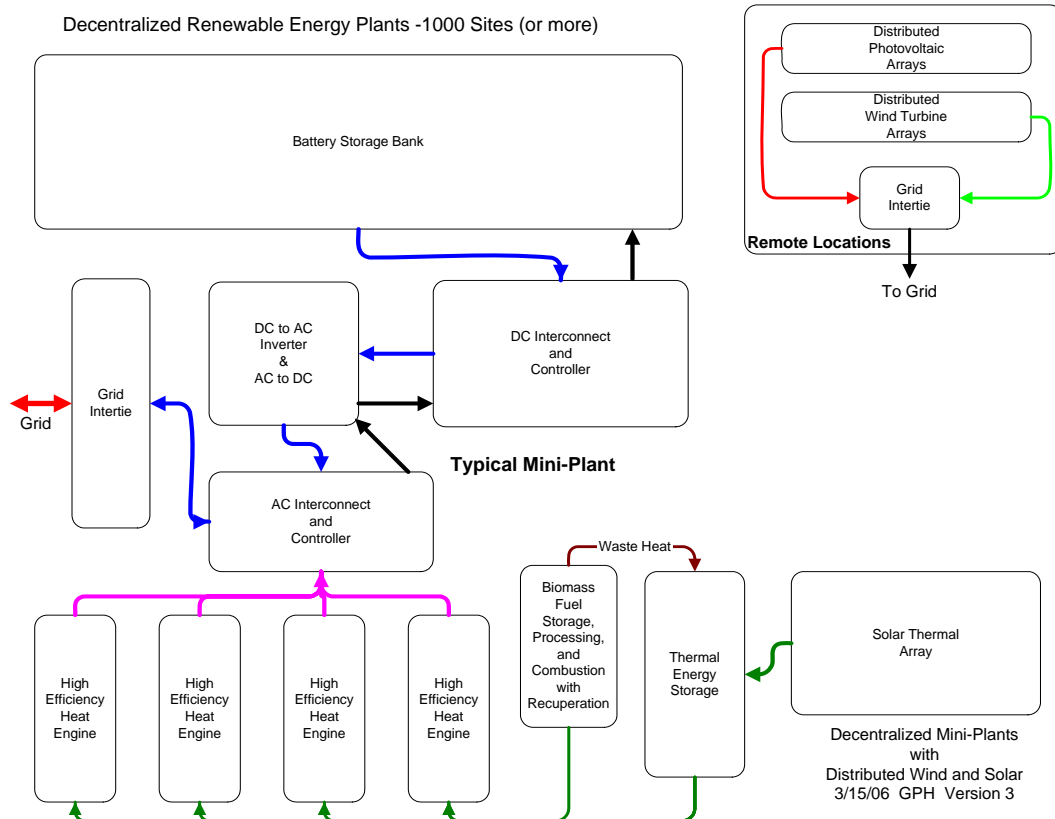 Decentralized Renewable Energy Plants -1000 Sites (or more)
Distributed
Photovoltaic
Arrays
Distributed
Wind Turbine
Arrays
Grid
Intertie
Remote Locations
To Grid
Battery Storage Bank
DC to AC
Inverter
&
AC to DC
DC Interconnect
and
Controller
Grid
Intertie
Grid
Typical Mini-Plant
AC Interconnect
and
Controller
Waste Heat
Biomass
Fuel
Storage,
Processing,
and
Combustion
with
Recuperation
Thermal
Energy
Storage
Solar Thermal
Array
High
Efficiency
Heat
Engine
High
Efficiency
Heat
Engine
High
Efficiency
Heat
Engine
High
Efficiency
Heat
Engine
Decentralized Mini-Plants
with
Distributed Wind and Solar
3/15/06 GPH Version 3